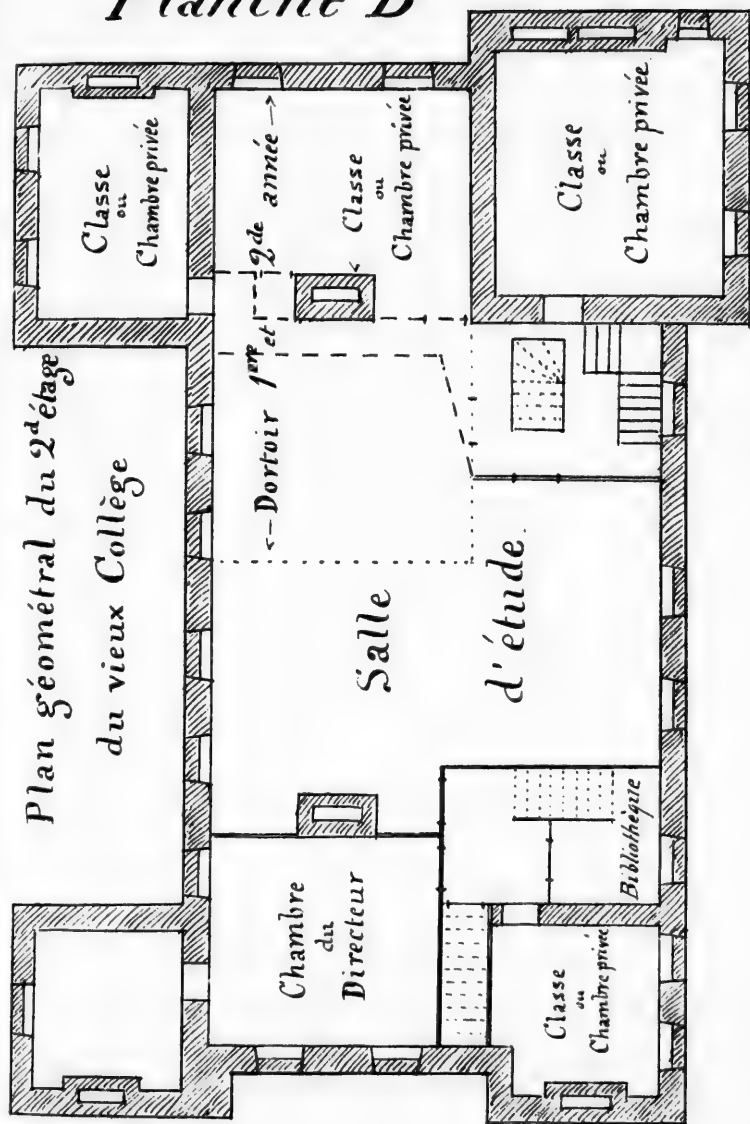 Planche B
Plan géométral du 2d étage
du vieux Collège
Classe
ou
Chambre privée
Classe
ou
Chambre privée
Classe
ou
Chambre privée
<-Dortoir 1ère et 2de année->
Salle
d'étude
Chambre
du
Directeur
Bibliothèque
Classe
ou
Chambre privée